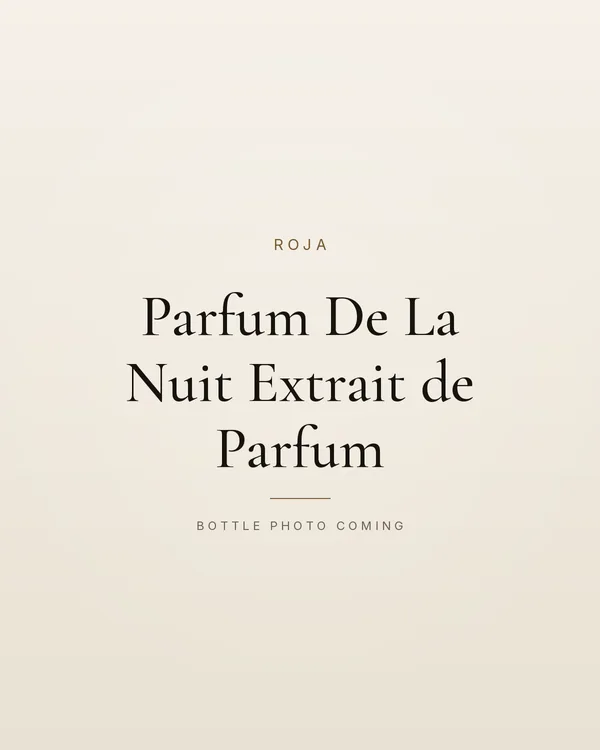 ROJA
Parfum De La
Nuit Extrait de
Parfum
BOTTLE PHOTO COMING